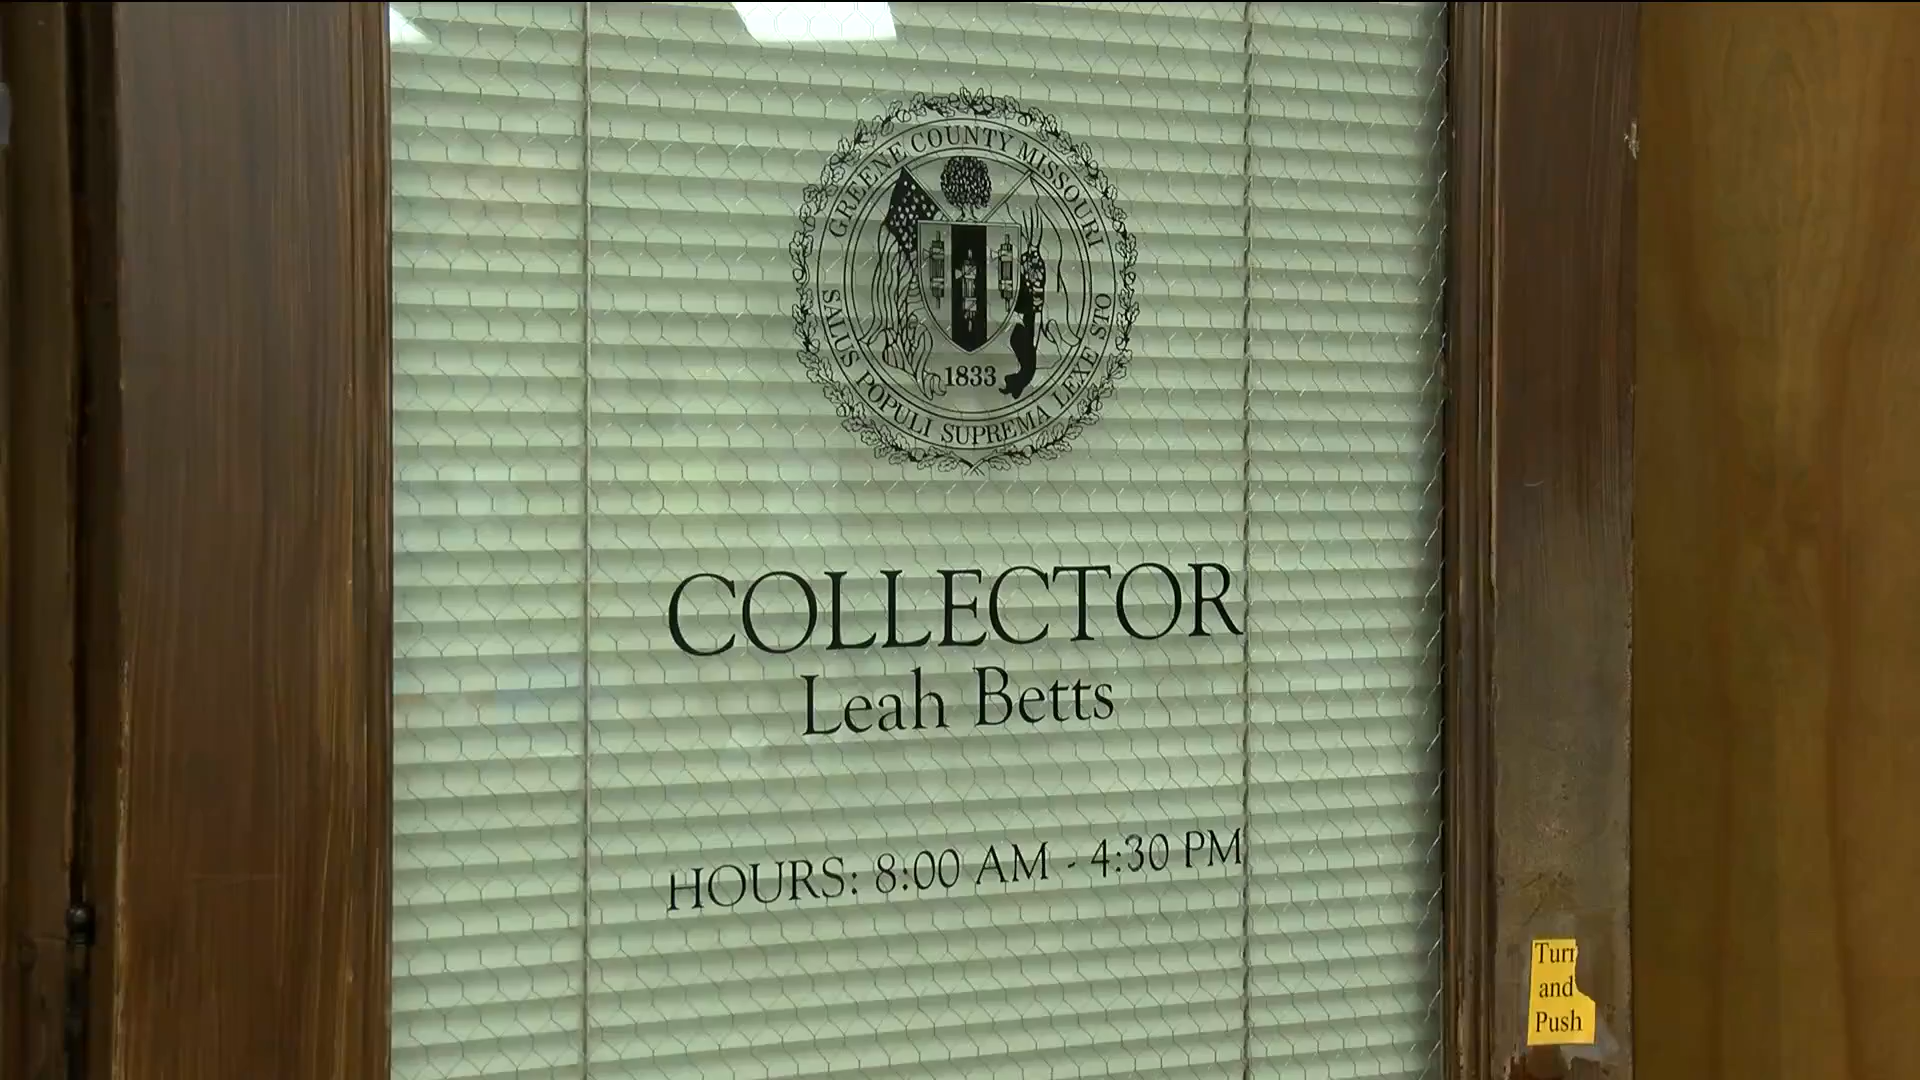 GREENE COUNTY MISSOURI
1833
SALUS POPULI SUPREMA LEXE STO
COLLECTOR
Leah Betts
HOURS: 8:00 AM - 4:30 PM
Turn
and
Push